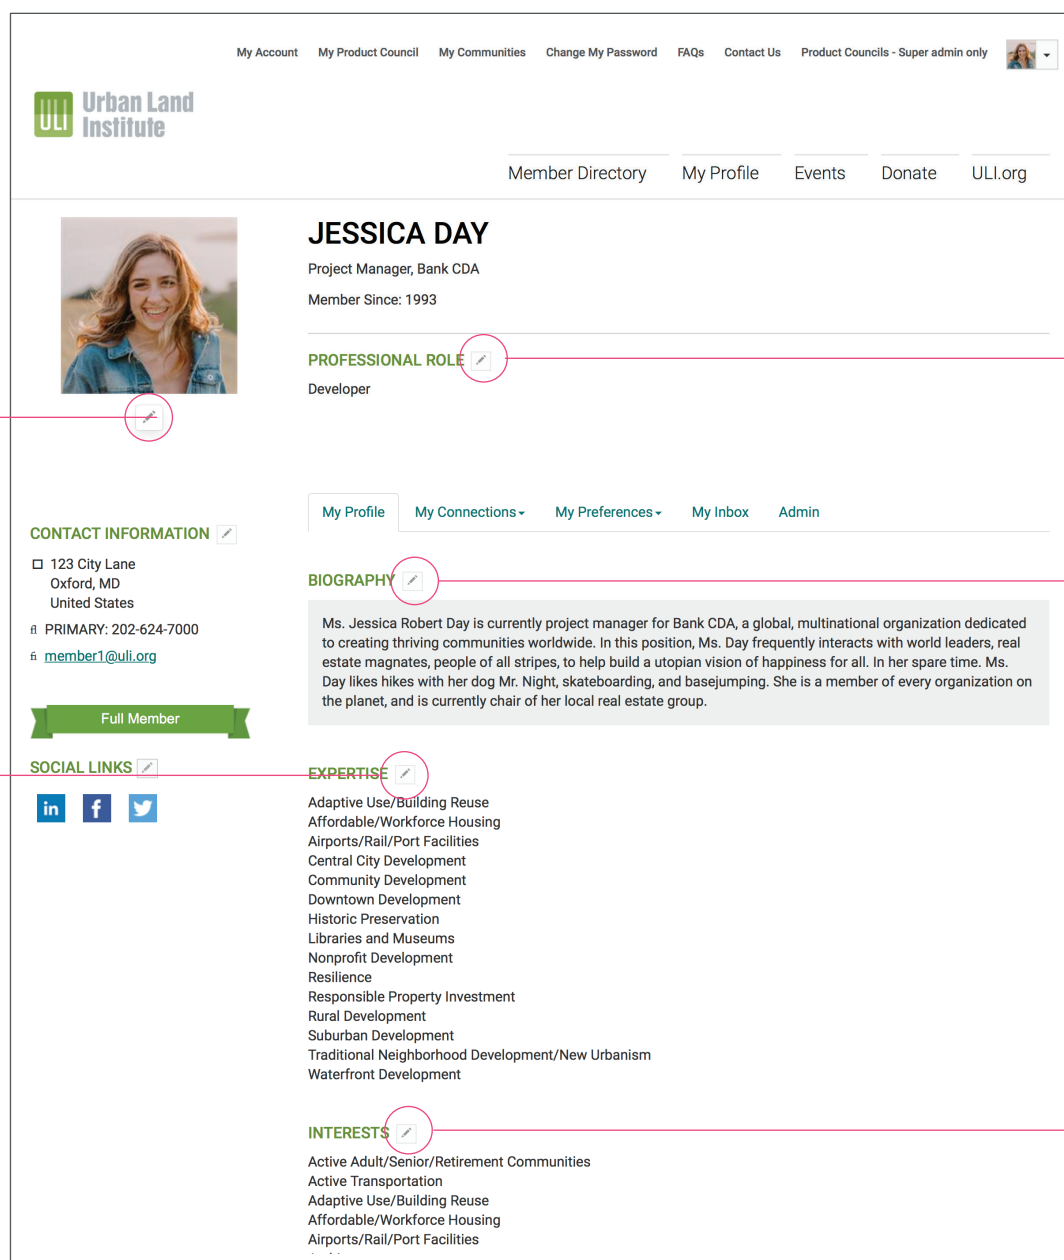 My Account My Product Council My Communities Change My Password FAQs Contact Us Product Councils - Super admin only
ULI Urban Land
Institute
Member Directory My Profile Events Donate ULI.org
JESSICA DAY
Project Manager, Bank CDA
Member Since: 1993
PROFESSIONAL ROLE
Developer
CONTACT INFORMATION
123 City Lane
Oxford, MD
United States
ﬂ PRIMARY: 202-624-7000
ﬁ member1@uli.org
Full Member
SOCIAL LINKS
in f
My Profile My Connections My Preferences My Inbox Admin
BIOGRAPHY
Ms. Jessica Robert Day is currently project manager for Bank CDA, a global, multinational organization dedicated
to creating thriving communities worldwide. In this position, Ms. Day frequently interacts with world leaders, real
estate magnates, people of all stripes, to help build a utopian vision of happiness for all. In her spare time. Ms.
Day likes hikes with her dog Mr. Night, skateboarding, and basejumping. She is a member of every organization on
the planet, and is currently chair of her local real estate group.
EXPERTISE
Adaptive Use/Building Reuse
Affordable/Workforce Housing
Airports/Rail/Port Facilities
Central City Development
Community Development
Downtown Development
Historic Preservation
Libraries and Museums
Nonprofit Development
Resilience
Responsible Property Investment
Rural Development
Suburban Development
Traditional Neighborhood Development/New Urbanism
Waterfront Development
INTERESTS
Active Adult/Senior/Retirement Communities
Active Transportation
Adaptive Use/Building Reuse
Affordable/Workforce Housing
Airports/Rail/Port Facilities